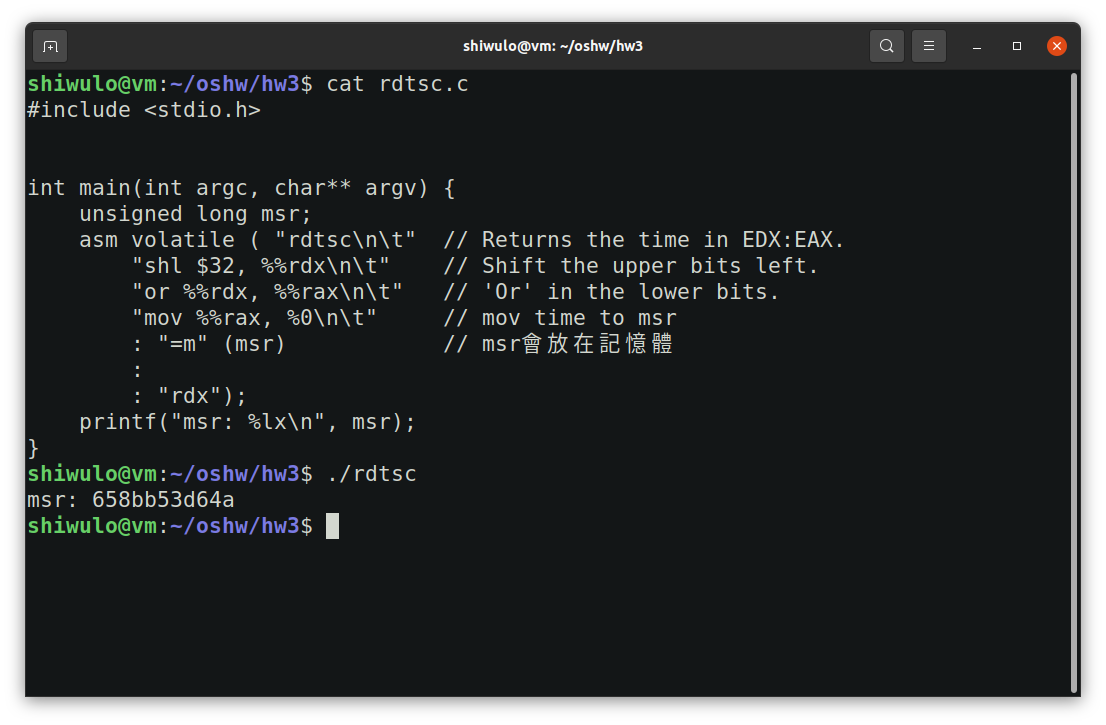 shiwulo@vm: ~/oshw/hw3
shiwulo@vm:~/oshw/hw3$ cat rdtsc.c
#include <stdio.h>
int main(int argc, char** argv) {
    unsigned long msr;
    asm volatile ( "rdtsc\n\t"  // Returns the time in EDX:EAX.
        "shl $32, %%rdx\n\t"    // Shift the upper bits left.
        "or %%rdx, %%rax\n\t"   // 'Or' in the lower bits.
        "mov %%rax, %0\n\t"     // mov time to msr
        : "=m" (msr)            // msr會放在記憶體
        :
        : "rdx");
    printf("msr: %lx\n", msr);
}
shiwulo@vm:~/oshw/hw3$ ./rdtsc
msr: 658bb53d64a
shiwulo@vm:~/oshw/hw3$